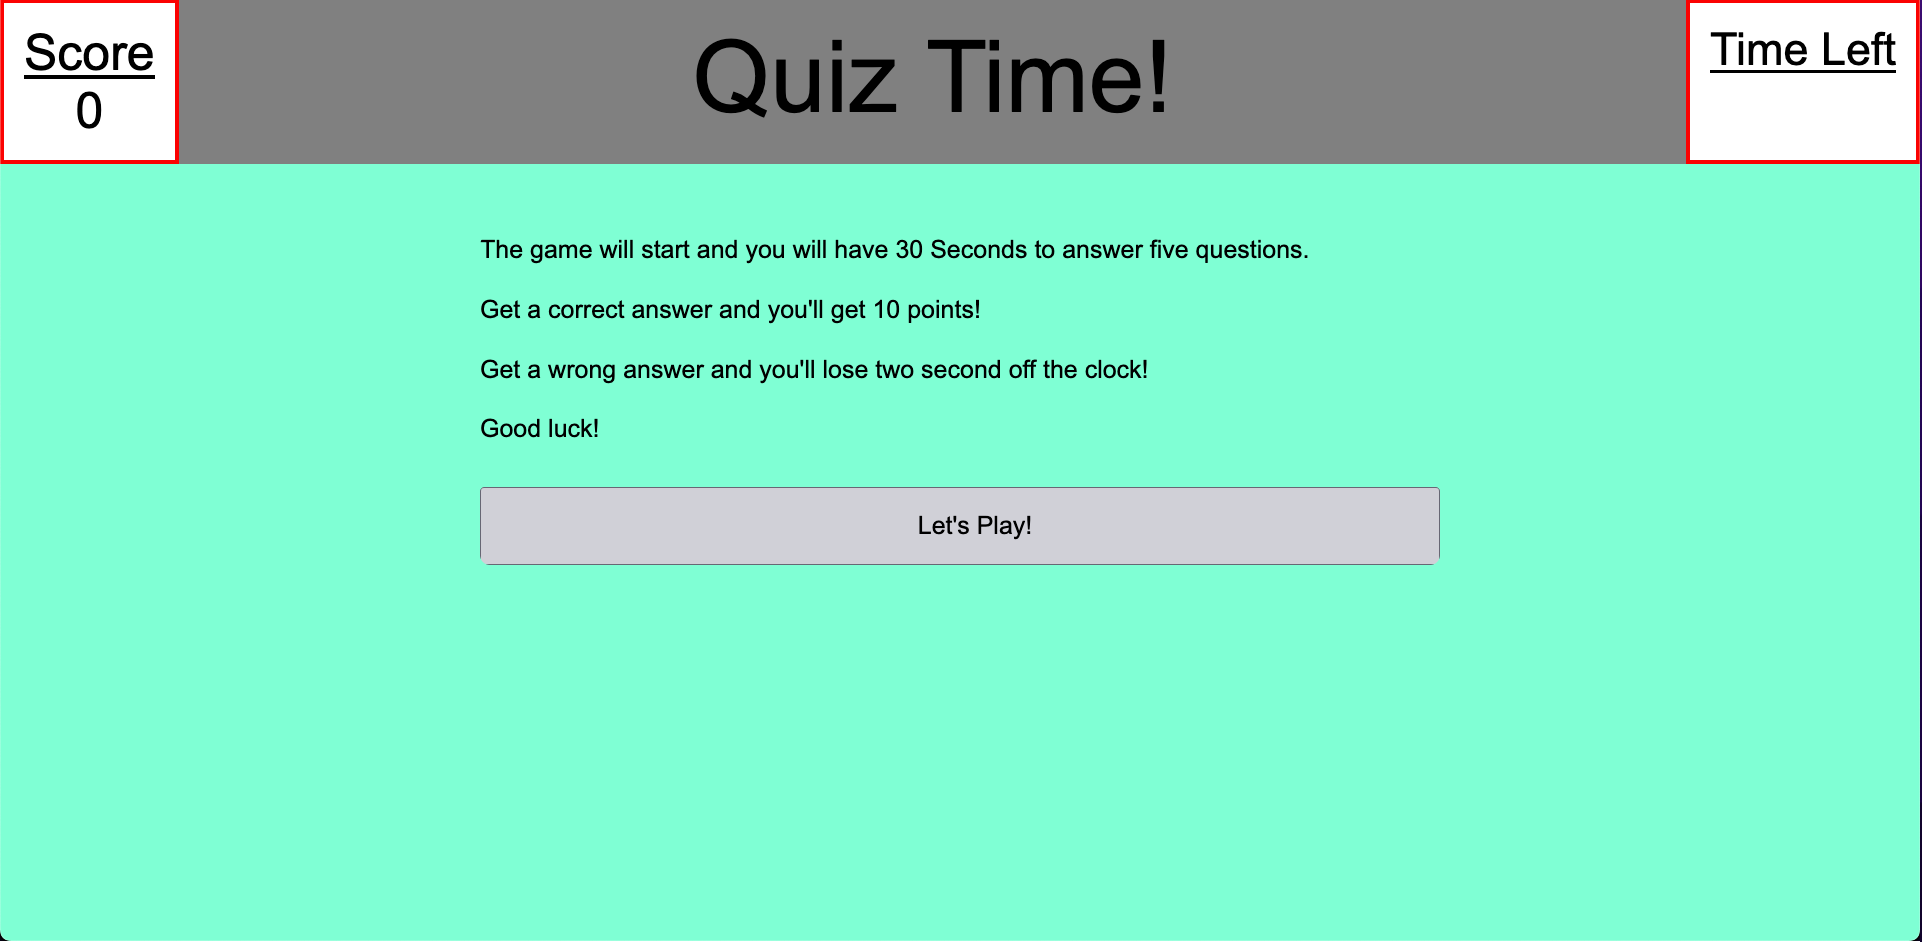 Score
0
Quiz Time!
Time Left
The game will start and you will have 30 Seconds to answer five questions.
Get a correct answer and you'll get 10 points!
Get a wrong answer and you'll lose two second off the clock!
Good luck!
Let's Play!